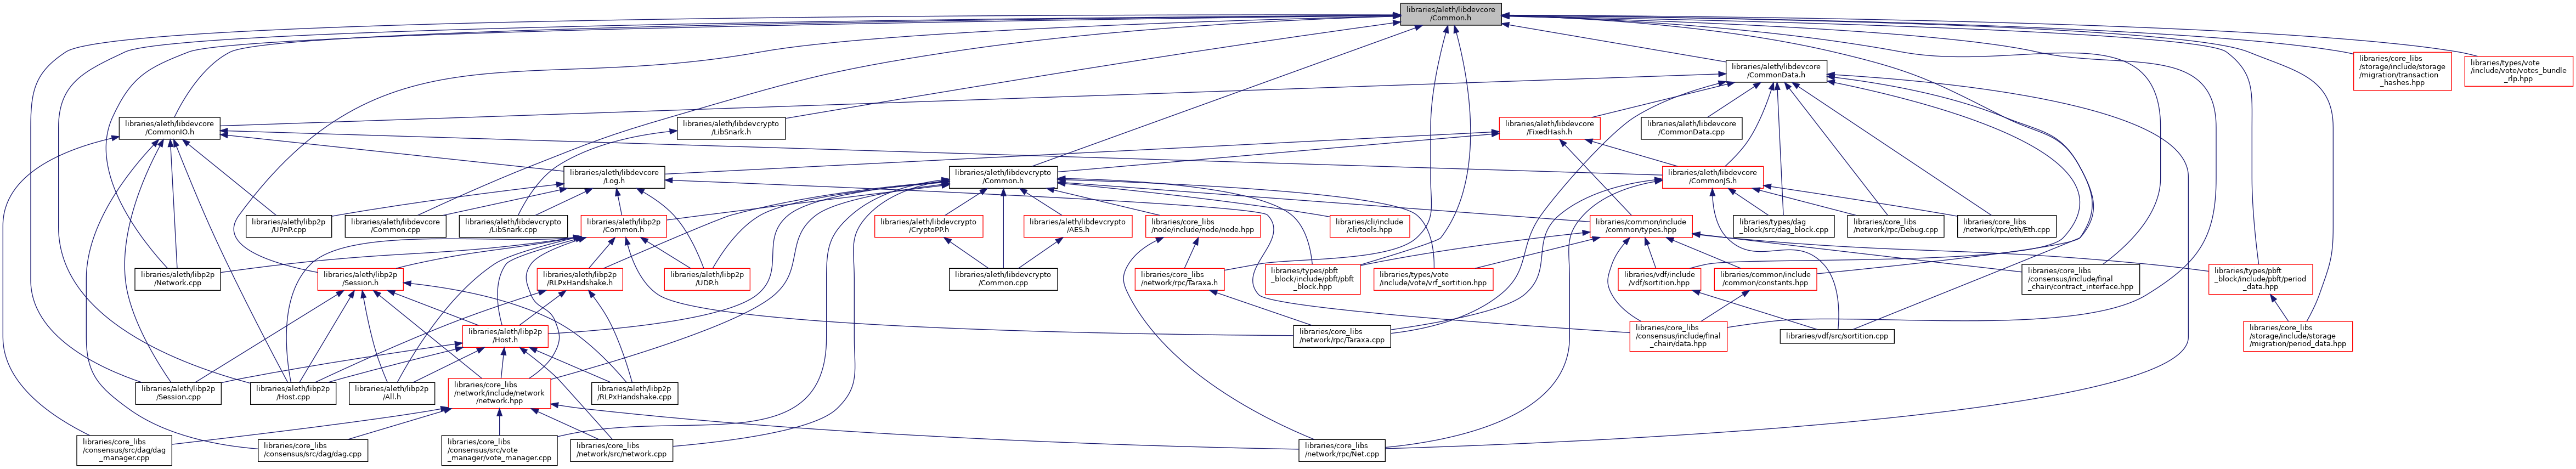 libraries/aleth/libdevcore
/Common.h
libraries/core_libs
/storage/include/storage
/migration/transaction
_hashes.hpp
libraries/types/vote
/include/vote/votes_bundle
_rlp.hpp
libraries/aleth/libdevcore
/CommonData.h
libraries/aleth/libdevcore
/CommonIO.h
libraries/aleth/libdevcrypto
/LibSnark.h
libraries/aleth/libdevcore
/FixedHash.h
libraries/aleth/libdevcore
/CommonData.cpp
libraries/aleth/libdevcore
/Log.h
libraries/aleth/libdevcrypto
/Common.h
libraries/aleth/libdevcore
/CommonJS.h
libraries/aleth/libp2p
/UPnP.cpp
libraries/aleth/libdevcore
/Common.cpp
libraries/aleth/libdevcrypto
/LibSnark.cpp
libraries/aleth/libp2p
/Common.h
libraries/aleth/libdevcrypto
/CryptoPP.h
libraries/aleth/libdevcrypto
/AES.h
libraries/core_libs
/node/include/node/node.hpp
libraries/cli/include
/cli/tools.hpp
libraries/common/include
/common/types.hpp
libraries/types/dag
_block/src/dag_block.cpp
libraries/core_libs
/network/rpc/Debug.cpp
libraries/core_libs
/network/rpc/eth/Eth.cpp
libraries/aleth/libp2p
/Network.cpp
libraries/aleth/libp2p
/Session.h
libraries/aleth/libp2p
/RLPxHandshake.h
libraries/aleth/libp2p
/UDP.h
libraries/aleth/libdevcrypto
/Common.cpp
libraries/core_libs
/network/rpc/Taraxa.h
libraries/types/pbft
_block/include/pbft/pbft
_block.hpp
libraries/types/vote
/include/vote/vrf_sortition.hpp
libraries/vdf/include
/vdf/sortition.hpp
libraries/common/include
/common/constants.hpp
libraries/core_libs
/consensus/include/final
_chain/contract_interface.hpp
libraries/types/pbft
_block/include/pbft/period
_data.hpp
libraries/aleth/libp2p
/Host.h
libraries/core_libs
/network/rpc/Taraxa.cpp
libraries/core_libs
/consensus/include/final
_chain/data.hpp
libraries/vdf/src/sortition.cpp
libraries/core_libs
/storage/include/storage
/migration/period_data.hpp
libraries/aleth/libp2p
/Session.cpp
libraries/aleth/libp2p
/Host.cpp
libraries/aleth/libp2p
/All.h
libraries/core_libs
/network/include/network
/network.hpp
libraries/aleth/libp2p
/RLPxHandshake.cpp
libraries/core_libs
/consensus/src/dag/dag
_manager.cpp
libraries/core_libs
/consensus/src/dag/dag.cpp
libraries/core_libs
/consensus/src/vote
_manager/vote_manager.cpp
libraries/core_libs
/network/src/network.cpp
libraries/core_libs
/network/rpc/Net.cpp